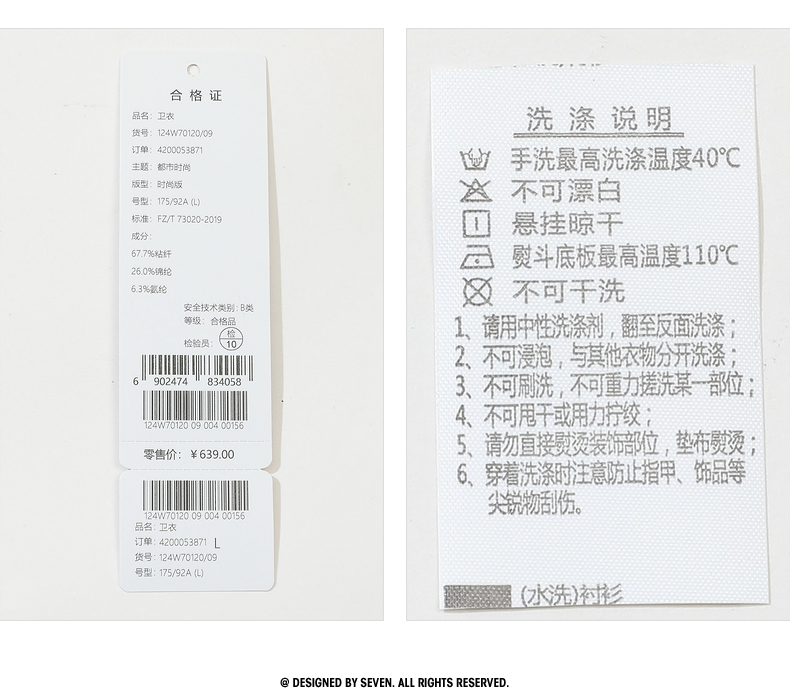 合格证
品名: 卫衣
货号: 124W70120/09
订单: 4200053871
主题: 都市时尚
版型: 时尚版
号型: 175/92A (L)
标准: FZ/T 73020-2019
成分:
67.7%粘纤
26.0%锦纶
6.3%氨纶
安全技术类别: B类
等级: 合格品
检验员: 检 10
6 902474 834058
124W70120 09 004 00156
零售价: ¥639.00
124W70120 09 004 00156
品名: 卫衣
订单: 4200053871 L
货号: 124W70120/09
号型: 175/92A (L)
洗涤说明
手洗最高洗涤温度40℃
不可漂白
悬挂晾干
熨斗底板最高温度110℃
不可干洗
1、请用中性洗涤剂，翻至反面洗涤；
2、不可浸泡，与其他衣物分开洗涤；
3、不可刷洗，不可重力搓洗某一部位；
4、不可甩干或用力拧绞；
5、请勿直接熨烫装饰部位，垫布熨烫；
6、穿着洗涤时注意防止指甲、饰品等
尖锐物刮伤。
(水洗)衬衫
@ DESIGNED BY SEVEN. ALL RIGHTS RESERVED.